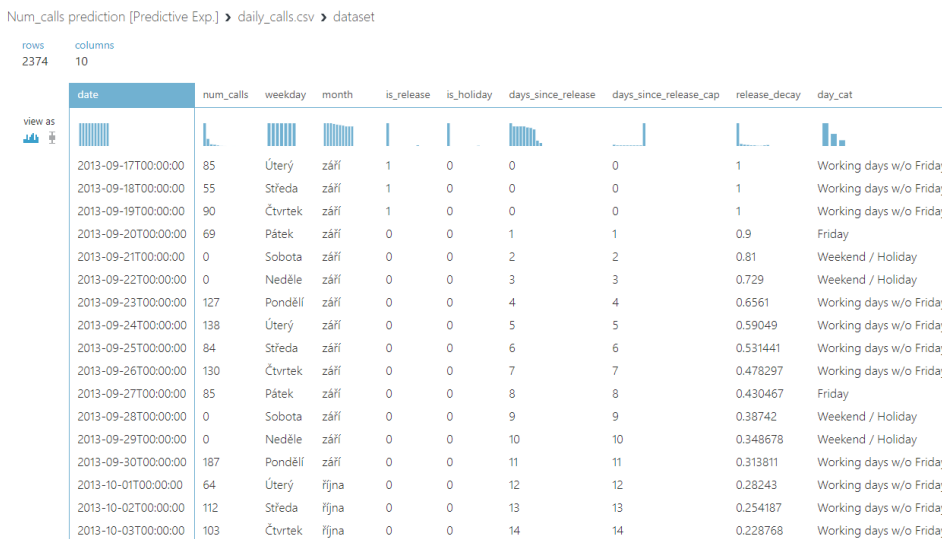 Num_calls prediction [Predictive Exp.] › daily_calls.csv › dataset
rows columns
2374 10
date num_calls weekday month is_release is_holiday days_since_release days_since_release_cap release_decay day_cat
view as
2013-09-17T00:00:00 85 Úterý září 1 0 0 0 1 Working days w/o Friday
2013-09-18T00:00:00 55 Středa září 1 0 0 0 1 Working days w/o Friday
2013-09-19T00:00:00 90 Čtvrtek září 1 0 0 0 1 Working days w/o Friday
2013-09-20T00:00:00 69 Pátek září 0 0 1 1 0.9 Friday
2013-09-21T00:00:00 0 Sobota září 0 0 2 2 0.81 Weekend / Holiday
2013-09-22T00:00:00 0 Neděle září 0 0 3 3 0.729 Weekend / Holiday
2013-09-23T00:00:00 127 Pondělí září 0 0 4 4 0.6561 Working days w/o Friday
2013-09-24T00:00:00 138 Úterý září 0 0 5 5 0.59049 Working days w/o Friday
2013-09-25T00:00:00 84 Středa září 0 0 6 6 0.531441 Working days w/o Friday
2013-09-26T00:00:00 130 Čtvrtek září 0 0 7 7 0.478297 Working days w/o Friday
2013-09-27T00:00:00 85 Pátek září 0 0 8 8 0.430467 Friday
2013-09-28T00:00:00 0 Sobota září 0 0 9 9 0.38742 Weekend / Holiday
2013-09-29T00:00:00 0 Neděle září 0 0 10 10 0.348678 Weekend / Holiday
2013-09-30T00:00:00 187 Pondělí září 0 0 11 11 0.313811 Working days w/o Friday
2013-10-01T00:00:00 64 Úterý října 0 0 12 12 0.28243 Working days w/o Friday
2013-10-02T00:00:00 112 Středa října 0 0 13 13 0.254187 Working days w/o Friday
2013-10-03T00:00:00 103 Čtvrtek října 0 0 14 14 0.228768 Working days w/o Friday